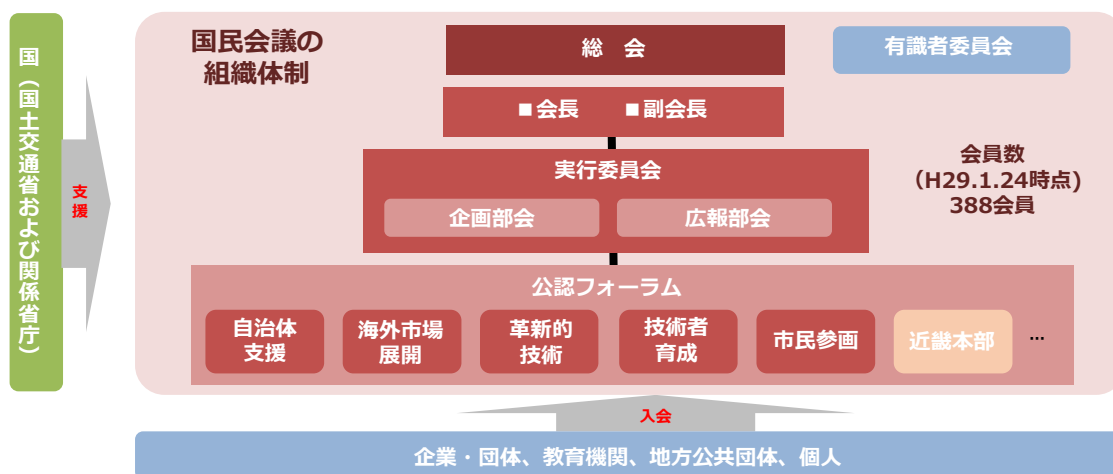 国（国土交通省および関係省庁）
支
援
国民会議の
組織体制
総　会
有識者委員会
■会長　■副会長
実行委員会
企画部会
広報部会
会員数
（H29.1.24時点)
388会員
公認フォーラム
自治体
支援
海外市場
展開
革新的
技術
技術者
育成
市民参画
近畿本部
…
入会
企業・団体、教育機関、地方公共団体、個人